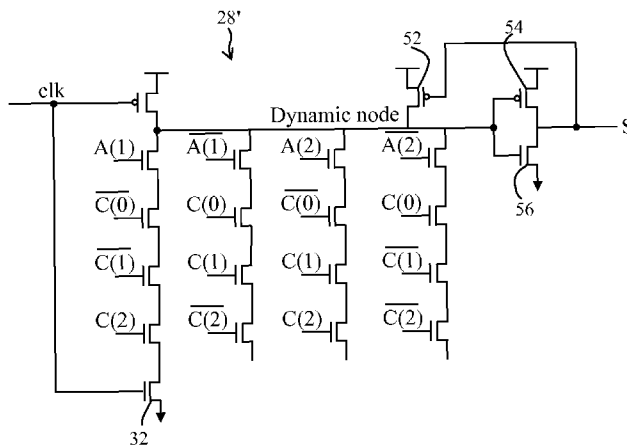 28'
52
54
clk
Dynamic node
S
A(1)
A̅(̅1̅)̅
A(2)
A̅(̅2̅)̅
56
C̅(̅0̅)̅
C(0)
C̅(̅0̅)̅
C(0)
C̅(̅1̅)̅
C(1)
C(1)
C̅(̅1̅)̅
C(2)
C̅(̅2̅)̅
C(2)
C̅(̅2̅)̅
32